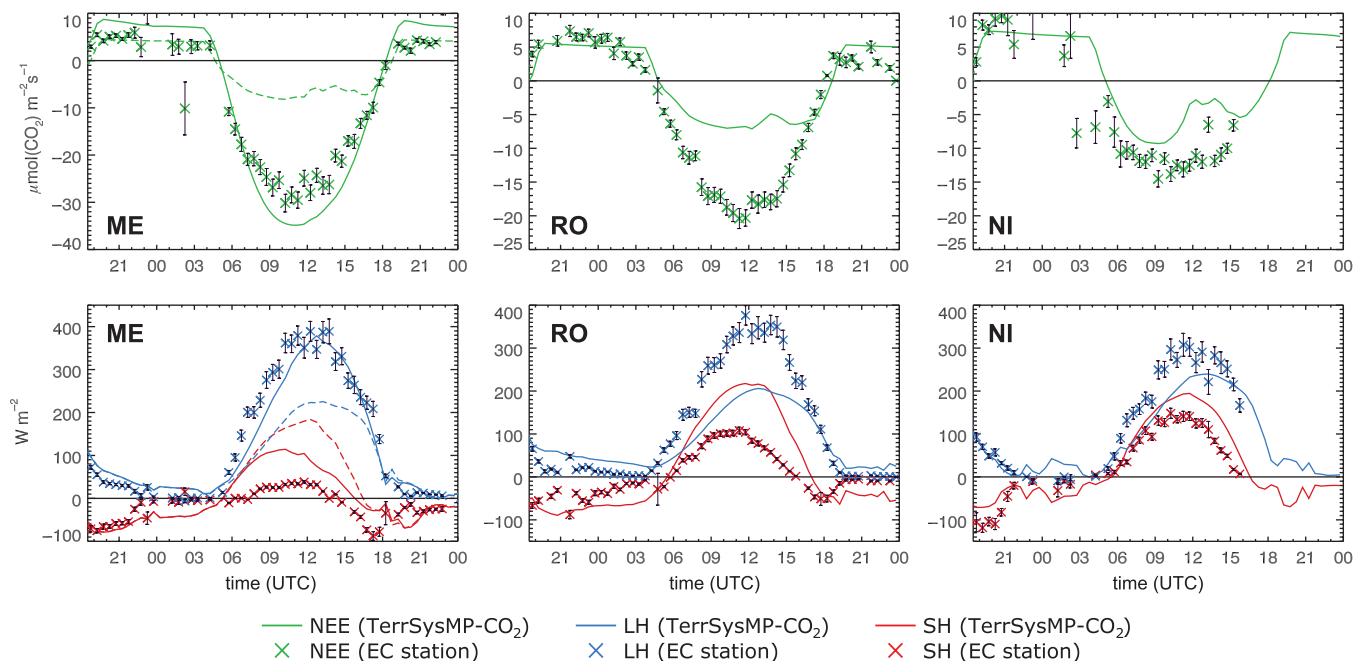 10
5
0
−5
−10
−15
−20
−25
10
0
−10
−20
−30
−40
μmol(CO₂) m⁻² s⁻¹
ME
21 00 03 06 09 12 15 18 21 00
10
5
0
−5
−10
−15
−20
−25
RO
21 00 03 06 09 12 15 18 21 00
NI
21 00 03 06 09 12 15 18 21 00
400
300
200
100
0
−100
W m⁻²
ME
21 00 03 06 09 12 15 18 21 00
time (UTC)
400
300
200
100
0
−100
RO
21 00 03 06 09 12 15 18 21 00
time (UTC)
400
300
200
100
0
−100
NI
21 00 03 06 09 12 15 18 21 00
time (UTC)
NEE (TerrSysMP-CO₂) LH (TerrSysMP-CO₂) SH (TerrSysMP-CO₂)
NEE (EC station) LH (EC station) SH (EC station)